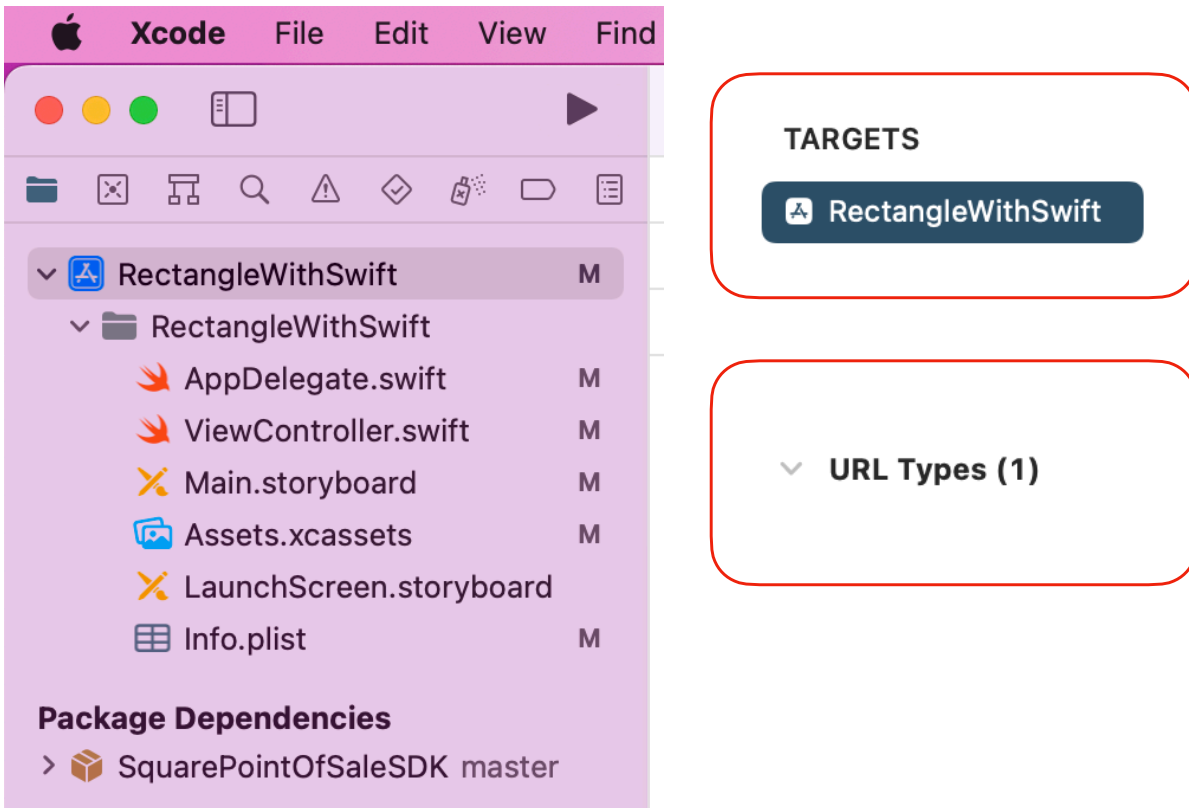 Xcode File Edit View Find
RectangleWithSwift M
RectangleWithSwift
AppDelegate.swift M
ViewController.swift M
Main.storyboard M
Assets.xcassets M
LaunchScreen.storyboard
Info.plist M
Package Dependencies
SquarePointOfSaleSDK master
TARGETS
RectangleWithSwift
URL Types (1)